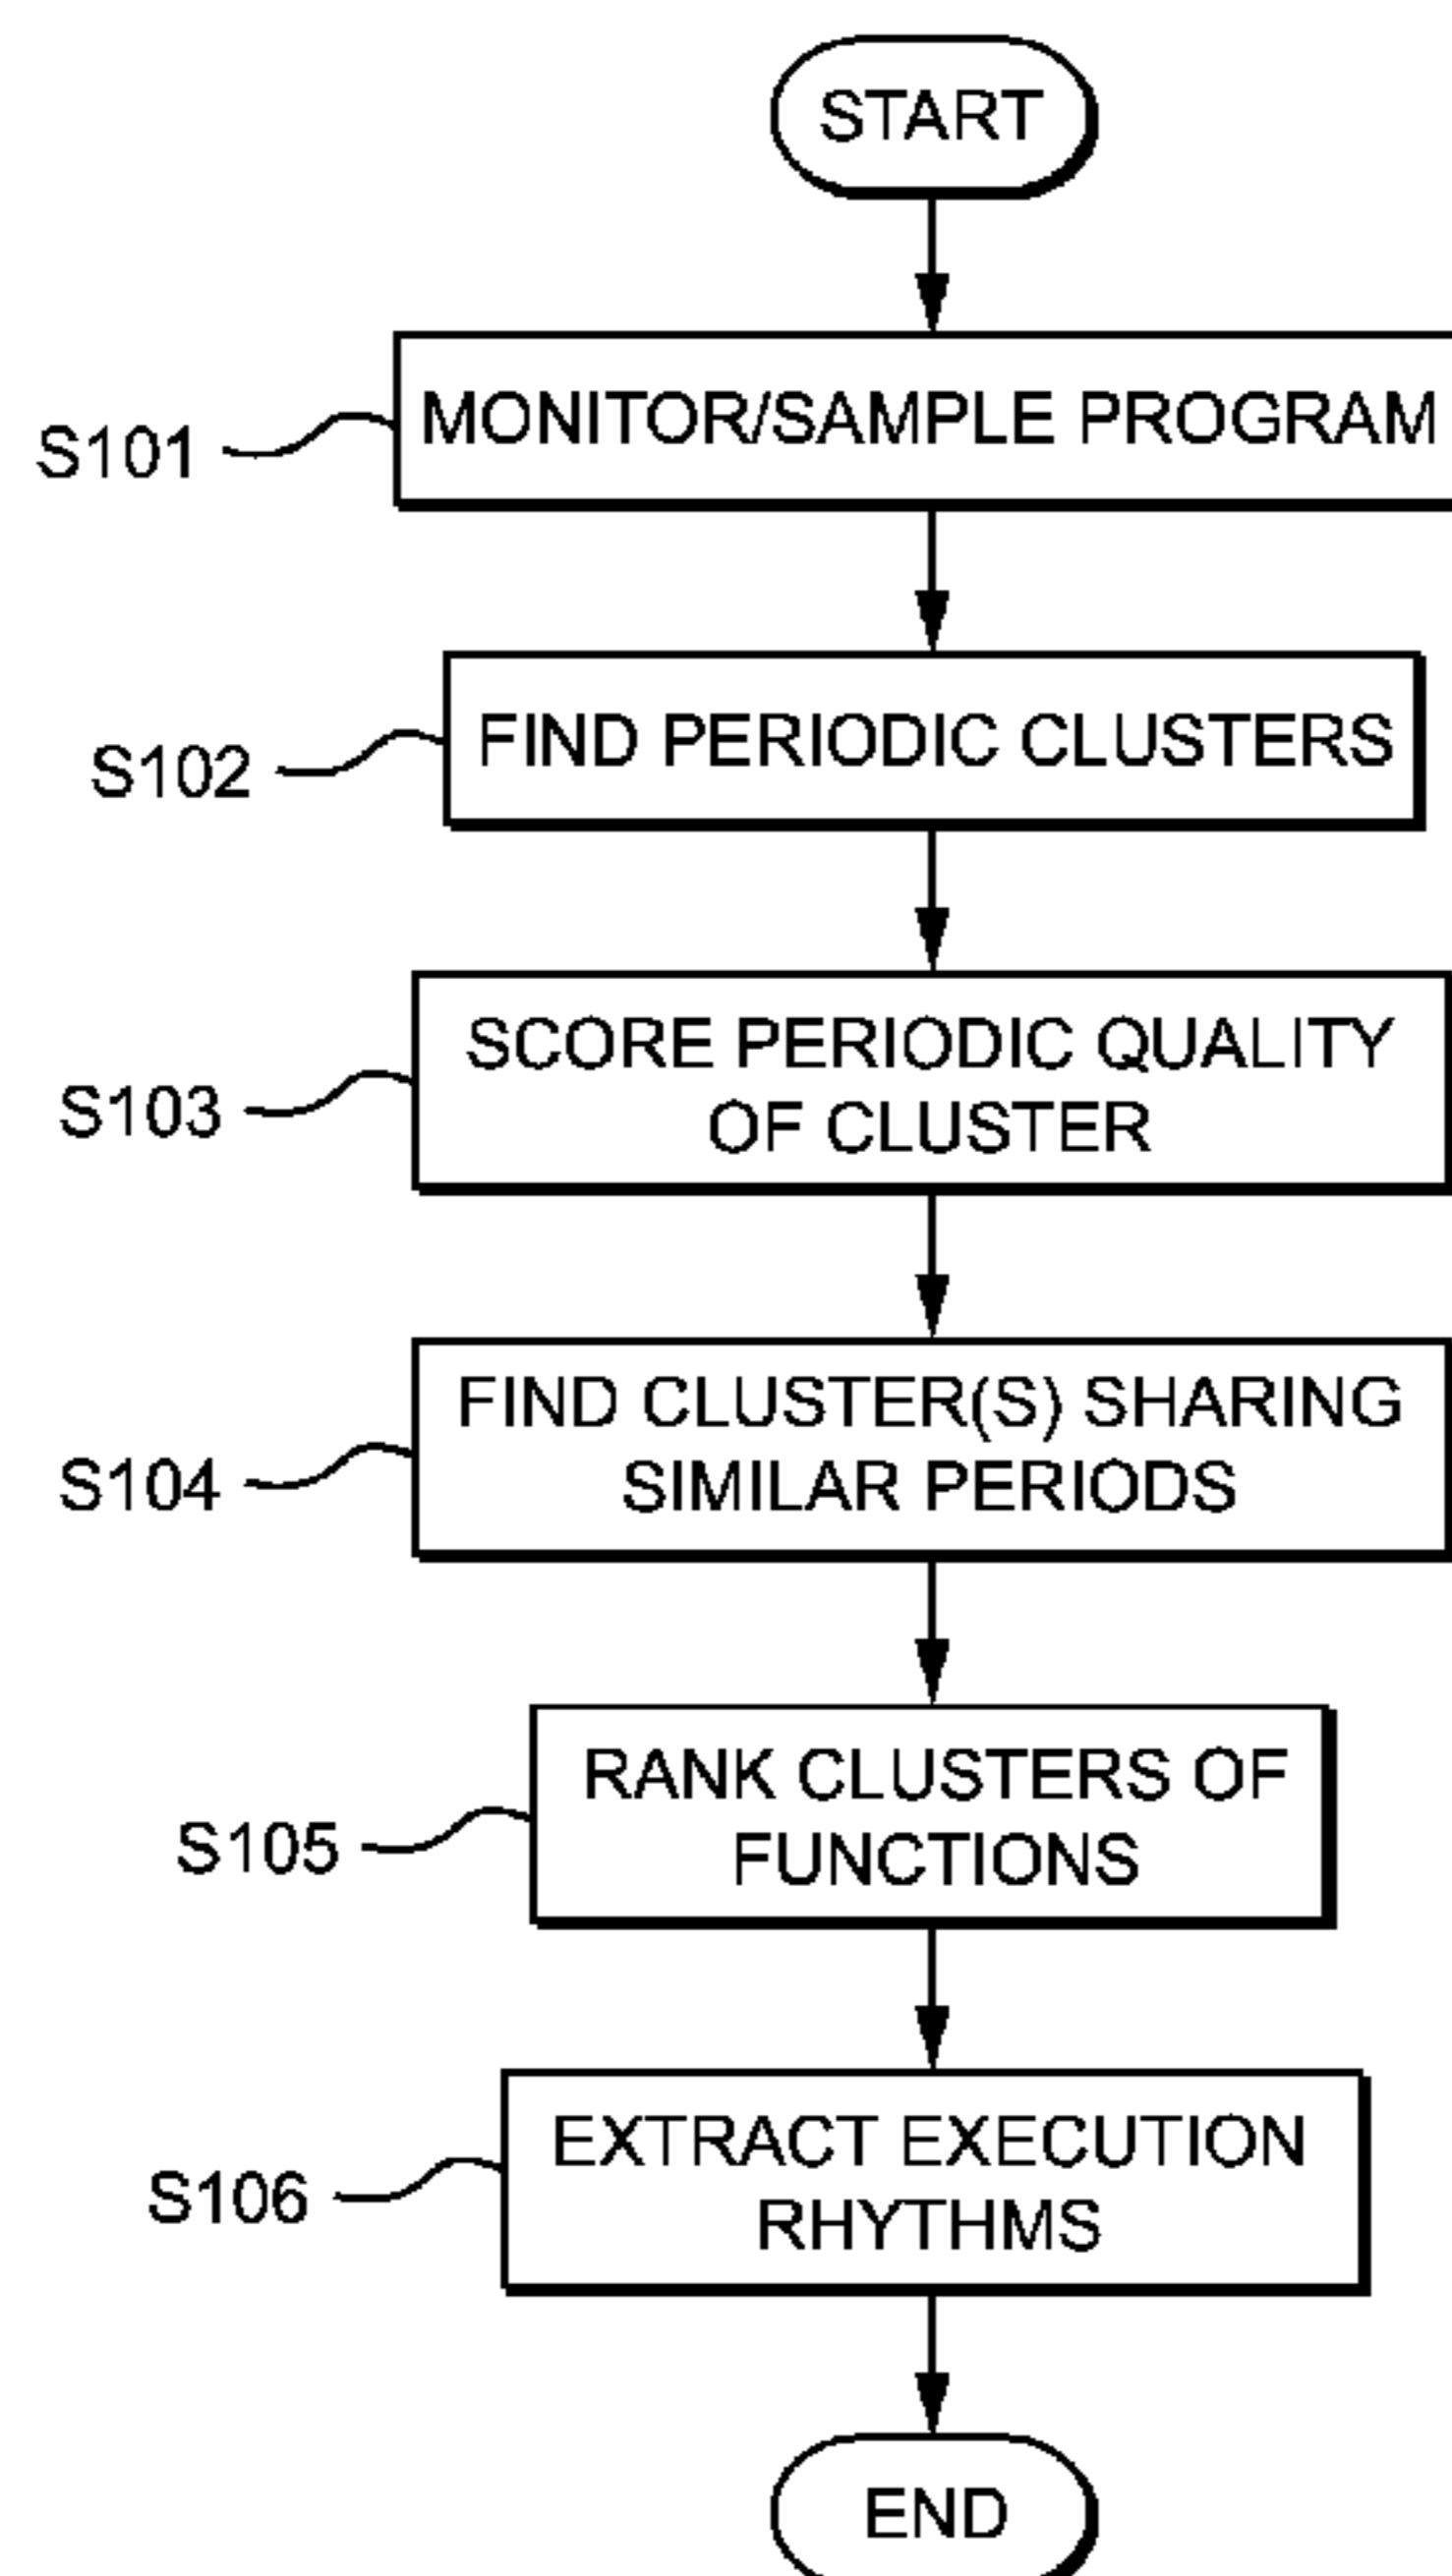 START
S101
MONITOR/SAMPLE PROGRAM
S102
FIND PERIODIC CLUSTERS
S103
SCORE PERIODIC QUALITY
OF CLUSTER
S104
FIND CLUSTER(S) SHARING
SIMILAR PERIODS
S105
RANK CLUSTERS OF
FUNCTIONS
S106
EXTRACT EXECUTION
RHYTHMS
END